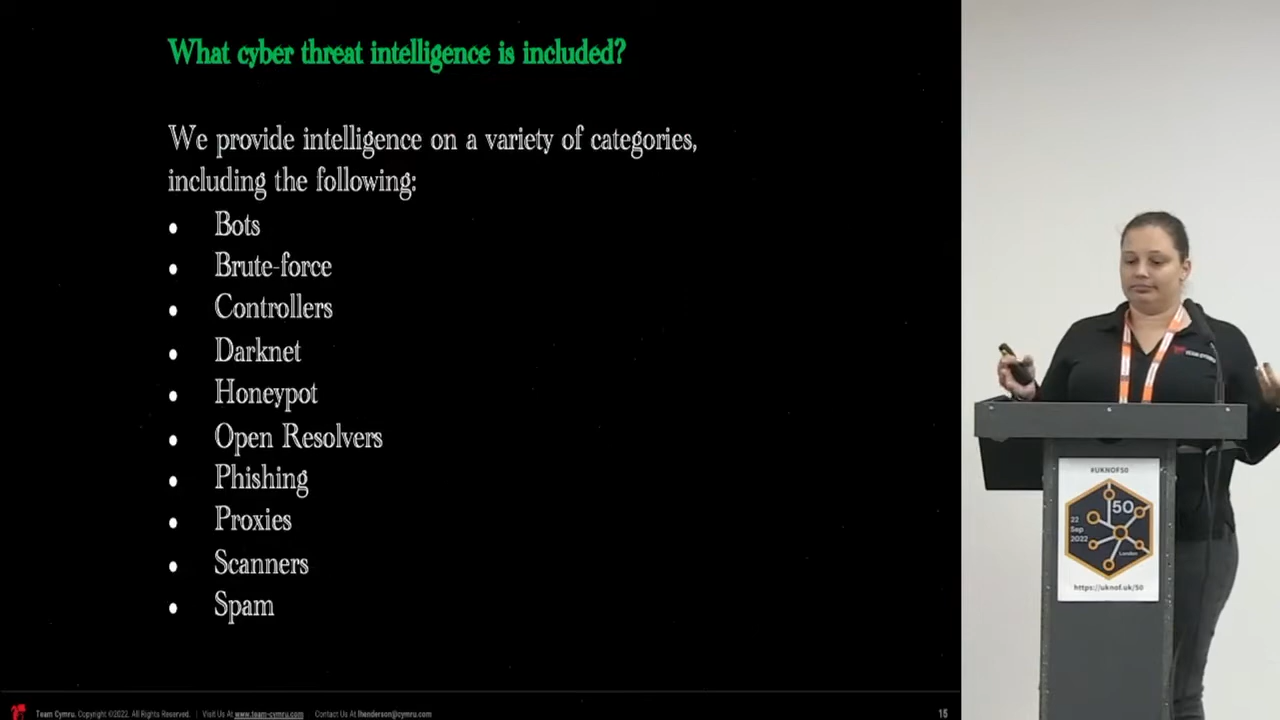 What cyber threat intelligence is included?
We provide intelligence on a variety of categories,
including the following:
• Bots
• Brute-force
• Controllers
• Darknet
• Honeypot
• Open Resolvers
• Phishing
• Proxies
• Scanners
• Spam
Team Cymru. Copyright ©2022. All Rights Reserved. | Visit Us At www.team-cymru.com Contact Us At lhenderson@cymru.com
15
TEAM CYMRU
#UKNOF50
50
22
Sep
2022
London
https://uknof.uk/50